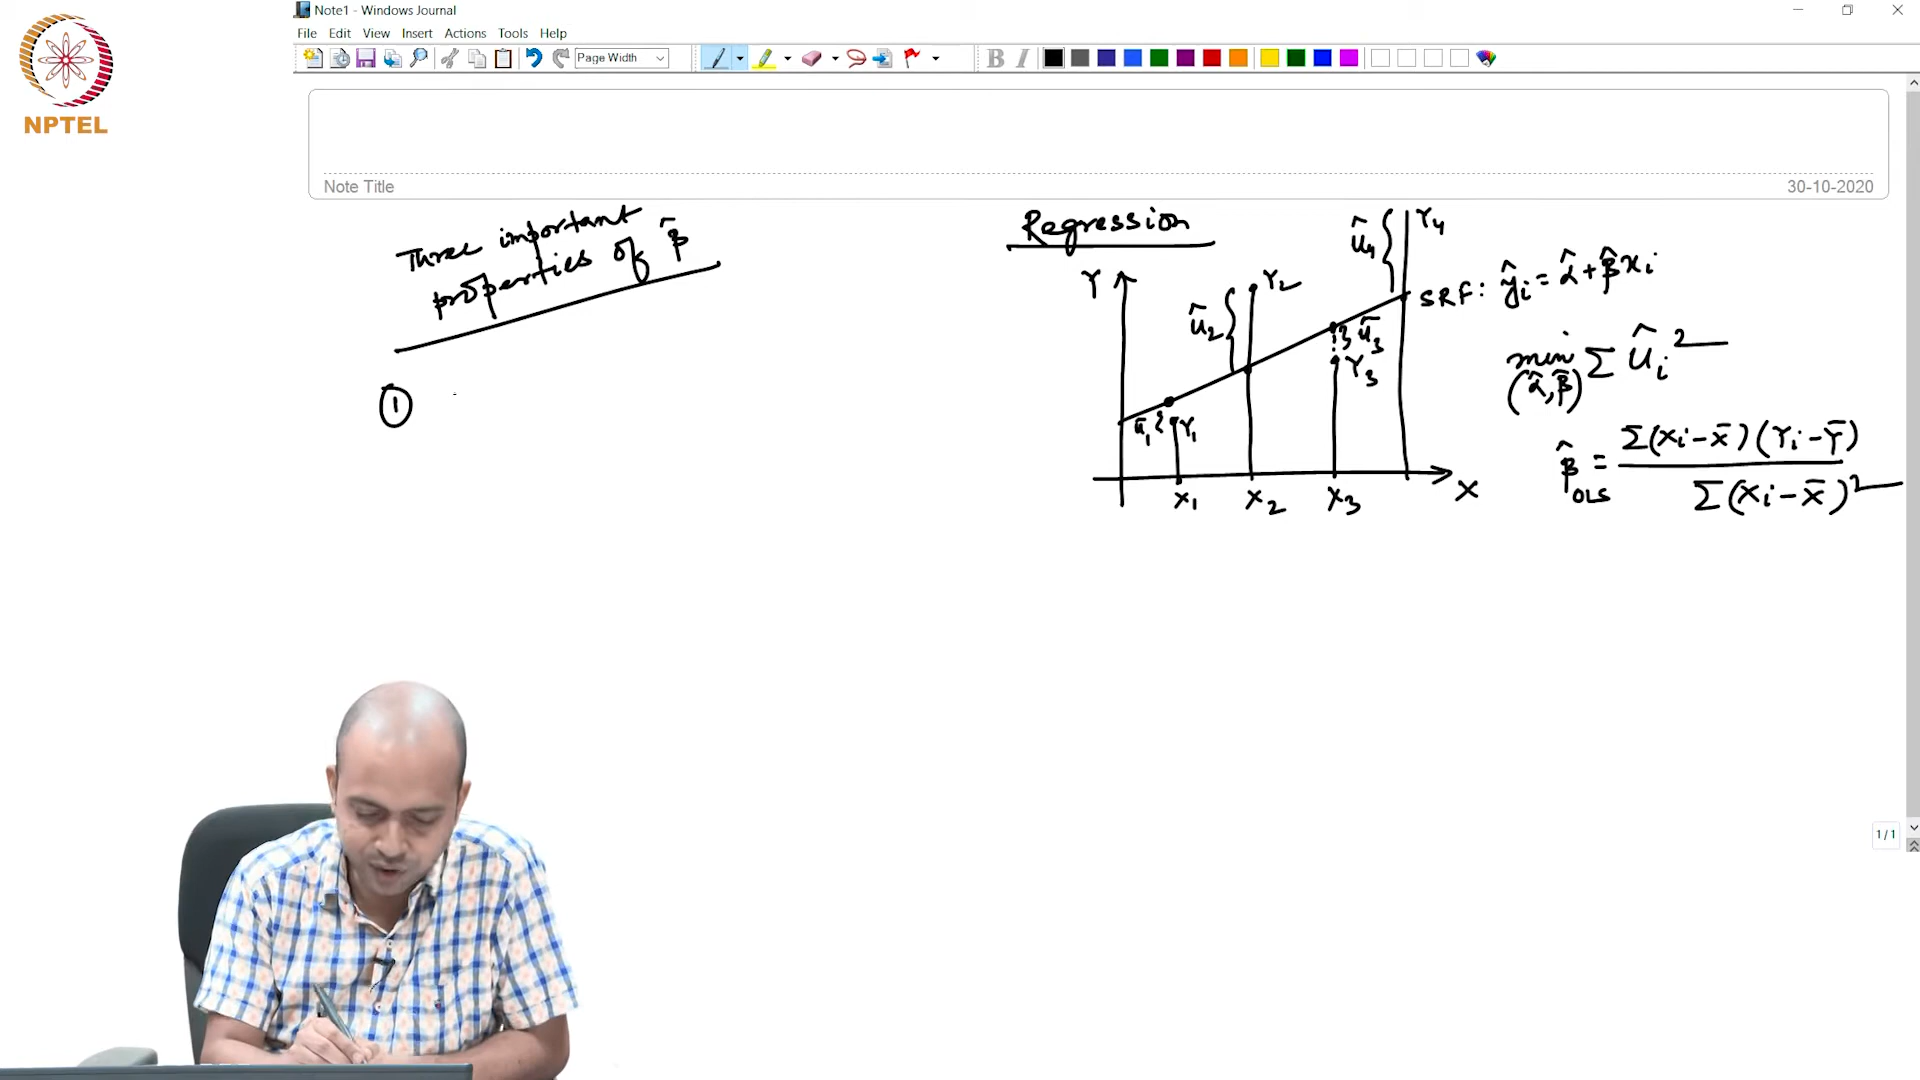 Note1 - Windows Journal
File Edit View Insert Actions Tools Help
NPTEL
Page Width
B I
Note Title
30-10-2020
Three important
properties of β̂
①
Regression
Y
û₄
Y₄
û₂
Y₂
SRF: ŷᵢ = α̂ + β̂xᵢ
û₃
Y₃
min Σ ûᵢ²
(α̂, β̂)
û₁
Y₁
β̂OLS = Σ(xᵢ - x̄)(Yᵢ - Ȳ)
Σ(xᵢ - x̄)²
x₁ x₂ x₃ X
1/1